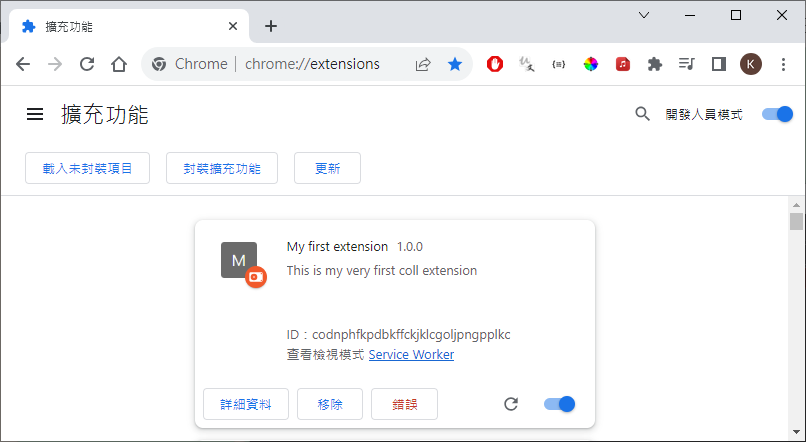 擴充功能
Chrome | chrome://extensions
K
擴充功能
開發人員模式
載入未封裝項目
封裝擴充功能
更新
M
My first extension 1.0.0
This is my very first coll extension
ID：codnphfkpdbkffckjklcgoljpngpplkc
查看檢視模式 Service Worker
詳細資料
移除
錯誤